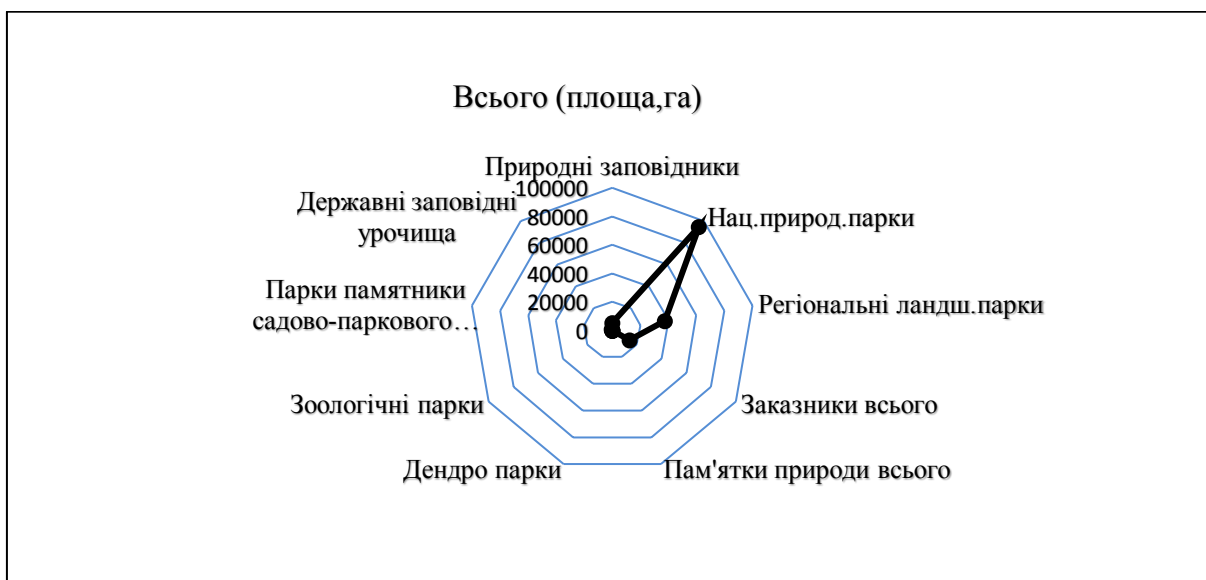 Всього (площа,га)
Природні заповідники
100000
80000
60000
40000
20000
0
Нац.природ.парки
Регіональні ландш.парки
Заказники всього
Пам'ятки природи всього
Дендро парки
Зоологічні парки
Парки памятники
садово-паркового…
Державні заповідні
урочища